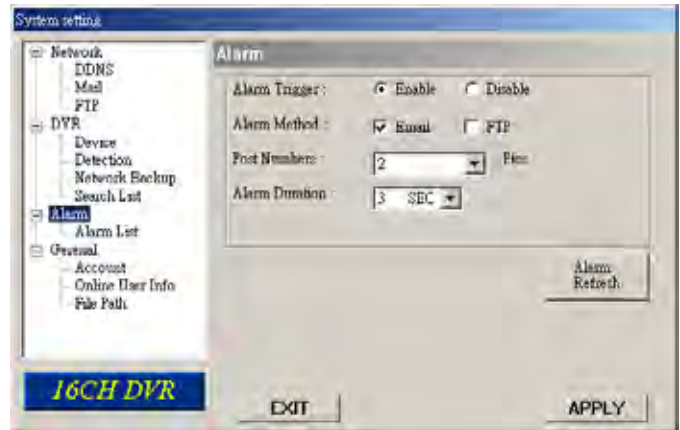 System setting
Network
DDNS
Mail
FTP
DVR
Device
Detection
Network Backup
Search List
Alarm
Alarm List
General
Account
Online User Info
File Path
16CH DVR
Alarm
Alarm Trigger :
Enable
Disable
Alarm Method :
Email
FTP
Post Numbers :
2
Pics
Alarm Duration :
3 SEC
Alarm
Refresh
EXIT
APPLY